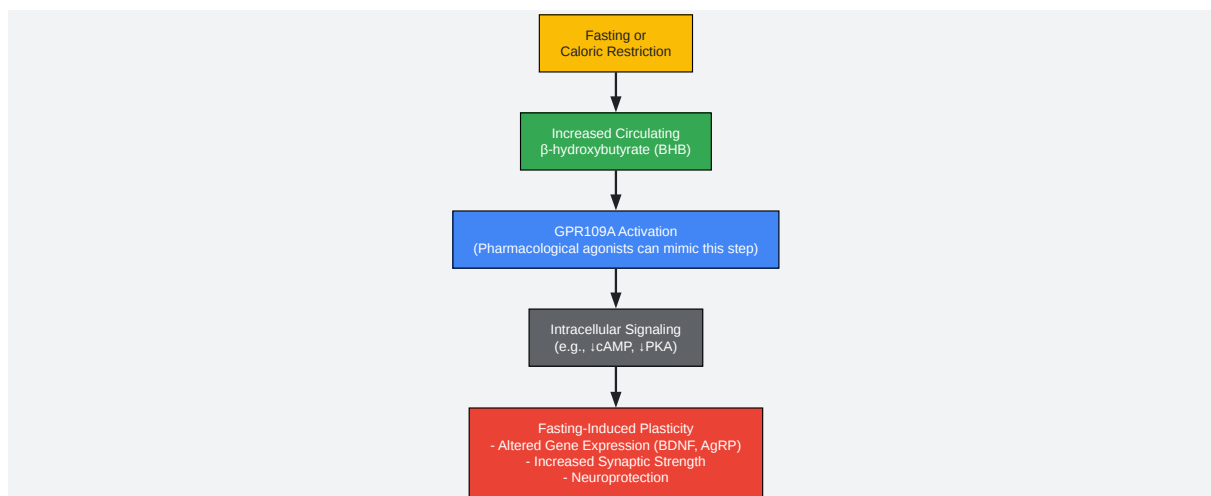 Fasting or
Caloric Restriction
Increased Circulating
β-hydroxybutyrate (BHB)
GPR109A Activation
(Pharmacological agonists can mimic this step)
Intracellular Signaling
(e.g., ↓cAMP, ↓PKA)
Fasting-Induced Plasticity
- Altered Gene Expression (BDNF, AgRP)
- Increased Synaptic Strength
- Neuroprotection